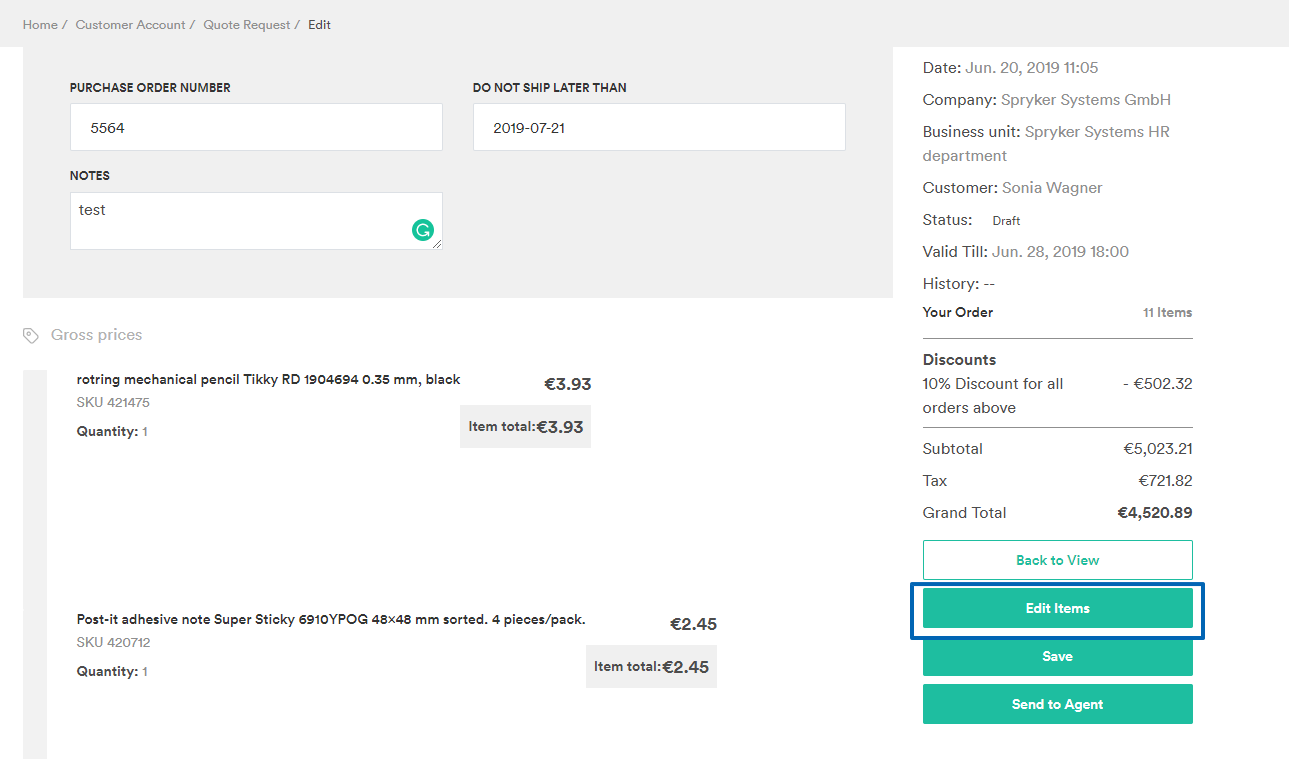 Home / Customer Account / Quote Request / Edit
PURCHASE ORDER NUMBER
5564
DO NOT SHIP LATER THAN
2019-07-21
NOTES
test
Gross prices
rotring mechanical pencil Tikky RD 1904694 0.35 mm, black
€3.93
SKU 421475
Item total:€3.93
Quantity: 1
Post-it adhesive note Super Sticky 6910YPOG 48×48 mm sorted. 4 pieces/pack.
€2.45
SKU 420712
Item total:€2.45
Quantity: 1
Date: Jun. 20, 2019 11:05
Company: Spryker Systems GmbH
Business unit: Spryker Systems HR
department
Customer: Sonia Wagner
Status: Draft
Valid Till: Jun. 28, 2019 18:00
History: --
Your Order 11 Items
Discounts
10% Discount for all - €502.32
orders above
Subtotal €5,023.21
Tax €721.82
Grand Total €4,520.89
Back to View
Edit Items
Save
Send to Agent